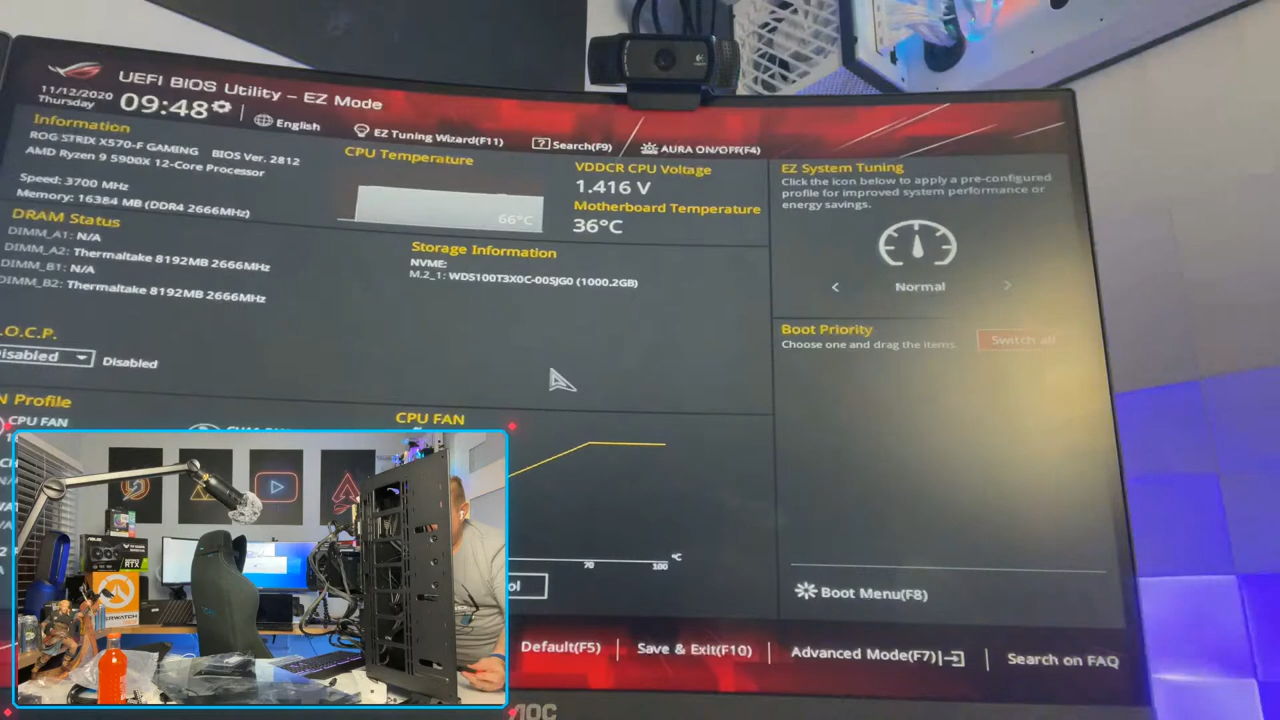 UEFI BIOS Utility – EZ Mode
11/12/2020
Thursday
09:48
English
EZ Tuning Wizard(F11)
Search(F9)
AURA ON/OFF(F4)
Information
ROG STRIX X570-F GAMING BIOS Ver. 2812
AMD Ryzen 9 5900X 12-Core Processor
Speed: 3700 MHz
Memory: 16384 MB (DDR4 2666MHz)
CPU Temperature
66°C
VDDCR CPU Voltage
1.416 V
Motherboard Temperature
36°C
EZ System Tuning
Click the icon below to apply a pre-configured
profile for improved system performance or
energy savings.
Normal
DRAM Status
DIMM_A1: N/A
DIMM_A2: Thermaltake 8192MB 2666MHz
DIMM_B1: N/A
DIMM_B2: Thermaltake 8192MB 2666MHz
Storage Information
NVME:
M.2_1: WDS100T3X0C-00SJG0 (1000.2GB)
.O.C.P.
isabled
Disabled
Boot Priority
Choose one and drag the items.
Switch all
N Profile
CPU FAN
CPU FAN
70
100
°C
ol
Boot Menu(F8)
Default(F5)
Save & Exit(F10)
Advanced Mode(F7)
Search on FAQ
AOC
RTX
ERWATCH